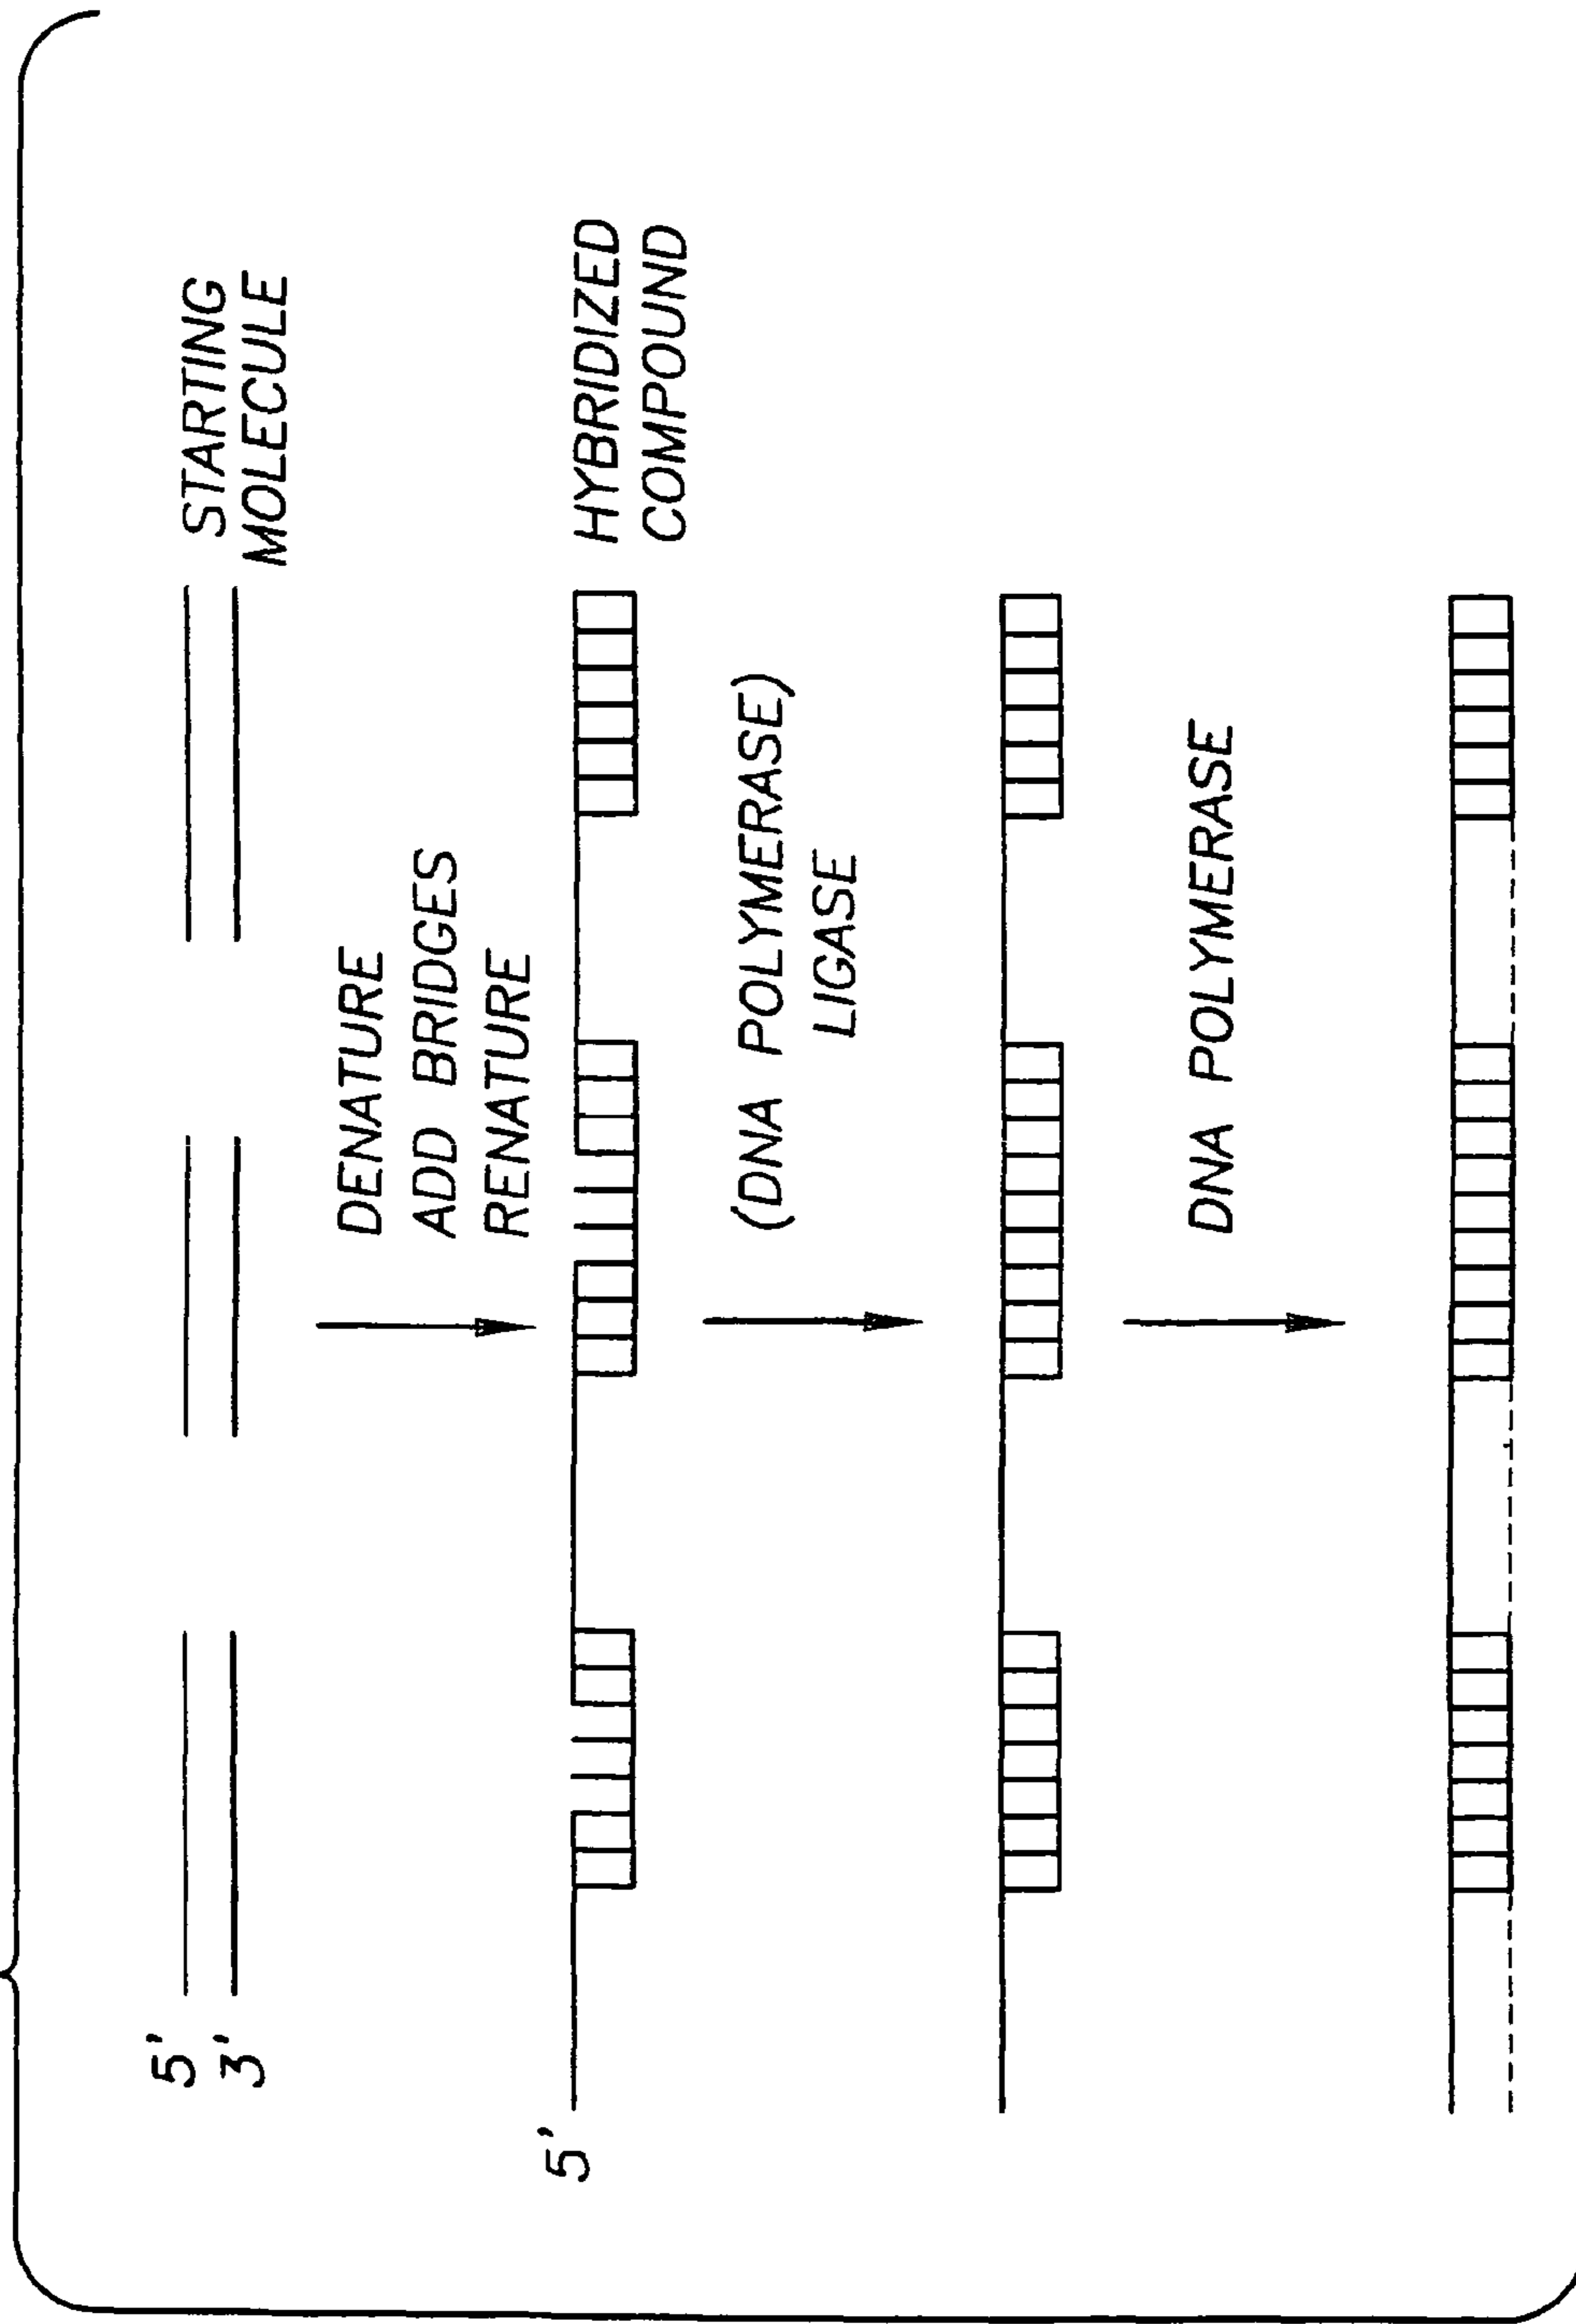 5'
3'
STARTING
MOLECULE
DENATURE
ADD BRIDGES
RENATURE
5'
HYBRIDIZED
COMPOUND
(DNA POLYMERASE)
LIGASE
DNA POLYMERASE